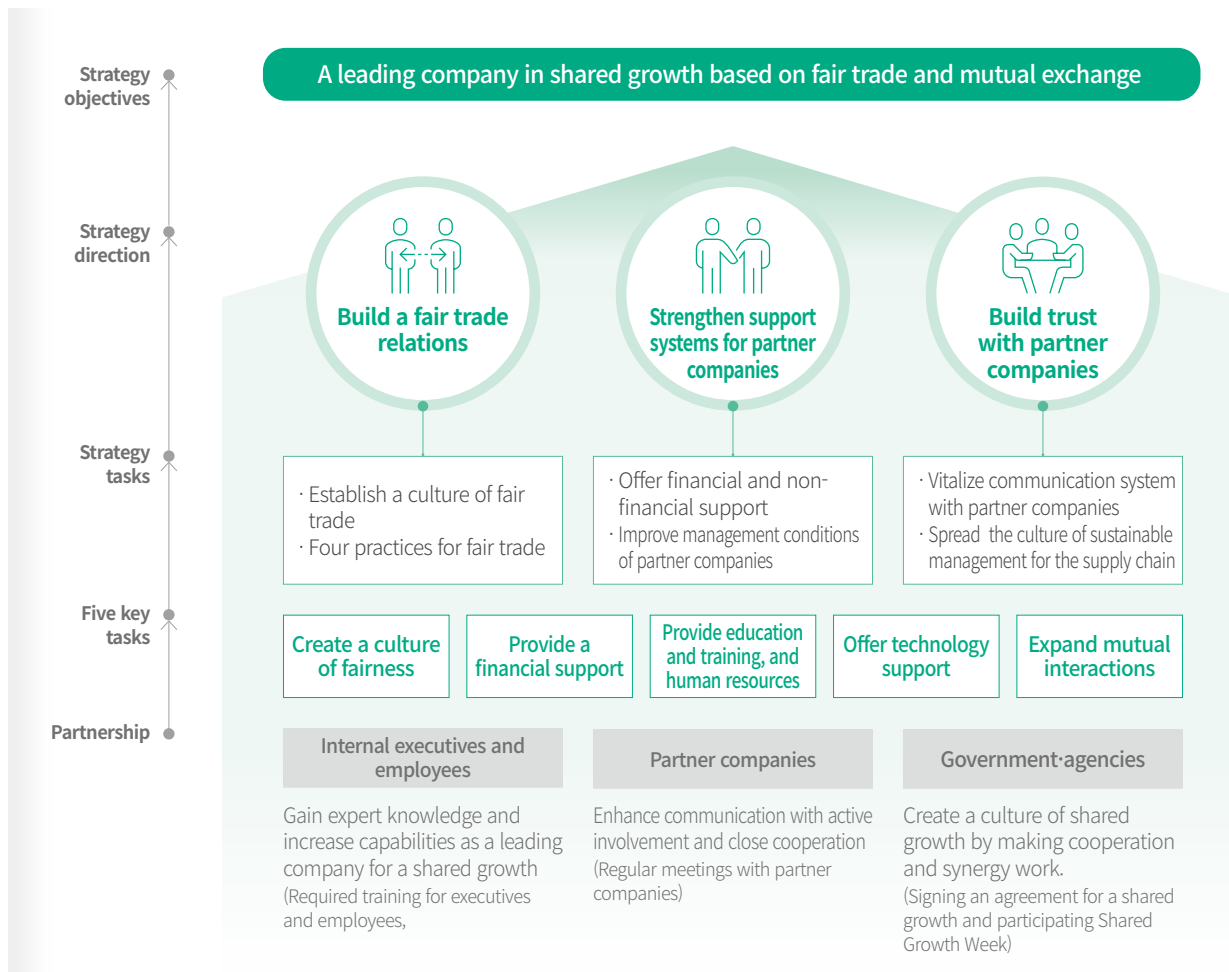 Strategy
objectives
A leading company in shared growth based on fair trade and mutual exchange
Strategy
direction
Build a fair trade
relations
Strengthen support
systems for partner
companies
Build trust
with partner
companies
Strategy
tasks
· Establish a culture of fair
trade
· Four practices for fair trade
· Offer financial and non-
financial support
· Improve management conditions
of partner companies
· Vitalize communication system
with partner companies
· Spread the culture of sustainable
management for the supply chain
Five key
tasks
Create a culture
of fairness
Provide a
financial support
Provide education
and training, and
human resources
Offer technology
support
Expand mutual
interactions
Partnership
Internal executives and
employees
Gain expert knowledge and
increase capabilities as a leading
company for a shared growth
(Required training for executives
and employees,
Partner companies
Enhance communication with active
involvement and close cooperation
(Regular meetings with partner
companies)
Government·agencies
Create a culture of shared
growth by making cooperation
and synergy work.
(Signing an agreement for a shared
growth and participating Shared
Growth Week)